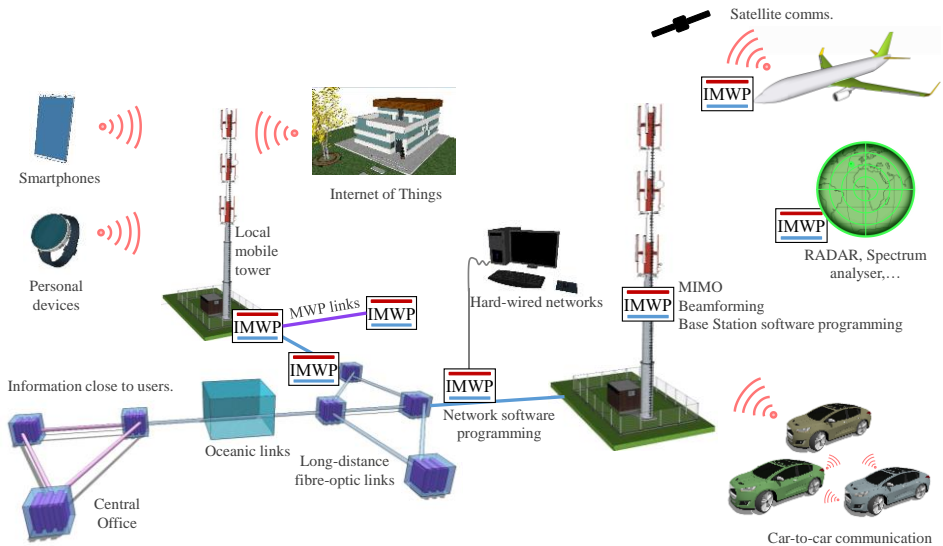 Satellite comms.
IMWP
Smartphones
Internet of Things
IMWP
RADAR, Spectrum
analyser,…
Personal
devices
Local
mobile
tower
Hard-wired networks
MIMO
IMWP
Beamforming
Base Station software programming
MWP links
IMWP
IMWP
IMWP
IMWP
Information close to users.
Network software
programming
Oceanic links
Long-distance
fibre-optic links
Central
Office
Car-to-car communication